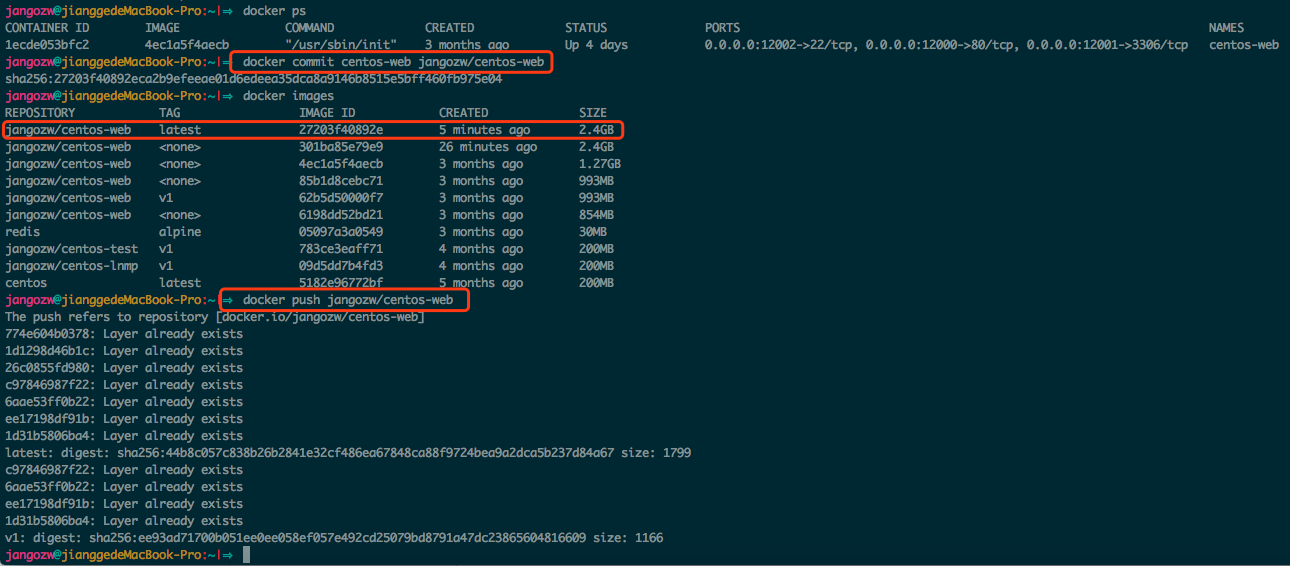 jangozw@jianggedeMacBook-Pro:~|⇒ docker ps
CONTAINER ID IMAGE COMMAND CREATED STATUS PORTS NAMES
1ecde053bfc2 4ec1a5f4aecb "/usr/sbin/init" 3 months ago Up 4 days 0.0.0.0:12002->22/tcp, 0.0.0.0:12000->80/tcp, 0.0.0.0:12001->3306/tcp centos-web
jangozw@jianggedeMacBook-Pro:~|⇒ docker commit centos-web jangozw/centos-web
sha256:27203f40892eca2b9efeeae01d6edeea35dca8a9146b8515e5bff460fb975e04
jangozw@jianggedeMacBook-Pro:~|⇒ docker images
REPOSITORY TAG IMAGE ID CREATED SIZE
jangozw/centos-web latest 27203f40892e 5 minutes ago 2.4GB
jangozw/centos-web <none> 301ba85e79e9 26 minutes ago 2.4GB
jangozw/centos-web <none> 4ec1a5f4aecb 3 months ago 1.27GB
jangozw/centos-web <none> 85b1d8cebc71 3 months ago 993MB
jangozw/centos-web v1 62b5d50000f7 3 months ago 993MB
jangozw/centos-web <none> 6198dd52bd21 3 months ago 854MB
redis alpine 05097a3a0549 3 months ago 30MB
jangozw/centos-test v1 783ce3eaff71 4 months ago 200MB
jangozw/centos-lnmp v1 09d5dd7b4fd3 4 months ago 200MB
centos latest 5182e96772bf 5 months ago 200MB
jangozw@jianggedeMacBook-Pro:~|⇒ docker push jangozw/centos-web
The push refers to repository [docker.io/jangozw/centos-web]
774e604b0378: Layer already exists
1d1298d46b1c: Layer already exists
26c0855fd980: Layer already exists
c97846987f22: Layer already exists
6aae53ff0b22: Layer already exists
ee17198df91b: Layer already exists
1d31b5806ba4: Layer already exists
latest: digest: sha256:44b8c057c838b26b2841e32cf486ea67848ca88f9724bea9a2dca5b237d84a67 size: 1799
c97846987f22: Layer already exists
6aae53ff0b22: Layer already exists
ee17198df91b: Layer already exists
1d31b5806ba4: Layer already exists
v1: digest: sha256:ee93ad71700b051ee0ee058ef057e492cd25079bd8791a47dc23865604816609 size: 1166
jangozw@jianggedeMacBook-Pro:~|⇒